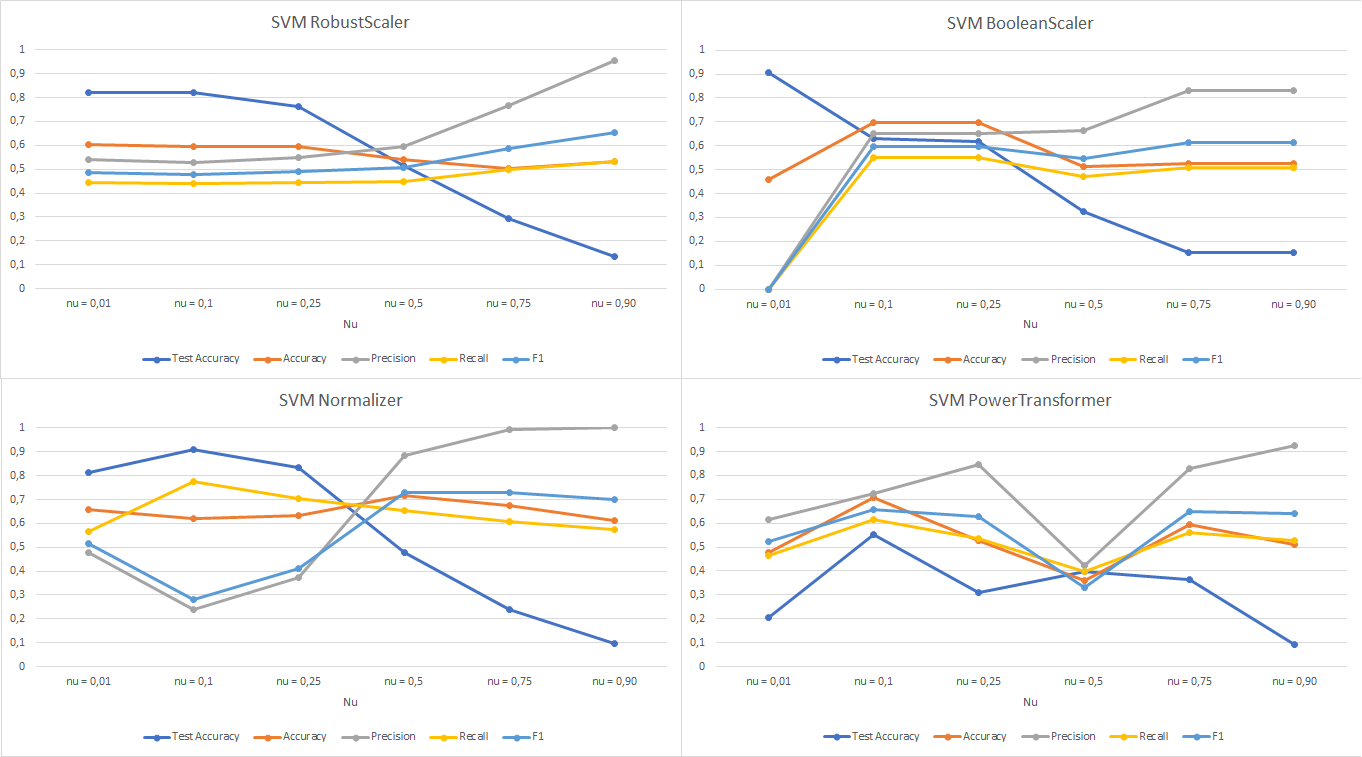 SVM RobustScaler
1
0,9
0,8
0,7
0,6
0,5
0,4
0,3
0,2
0,1
0
nu = 0,01 nu = 0,1 nu = 0,25 nu = 0,5 nu = 0,75 nu = 0,90
Nu
Test Accuracy Accuracy Precision Recall F1
SVM BooleanScaler
1
0,9
0,8
0,7
0,6
0,5
0,4
0,3
0,2
0,1
0
nu = 0,01 nu = 0,1 nu = 0,25 nu = 0,5 nu = 0,75 nu = 0,90
Nu
Test Accuracy Accuracy Precision Recall F1
SVM Normalizer
1
0,9
0,8
0,7
0,6
0,5
0,4
0,3
0,2
0,1
0
nu = 0,01 nu = 0,1 nu = 0,25 nu = 0,5 nu = 0,75 nu = 0,90
Nu
Test Accuracy Accuracy Precision Recall F1
SVM PowerTransformer
1
0,9
0,8
0,7
0,6
0,5
0,4
0,3
0,2
0,1
0
nu = 0,01 nu = 0,1 nu = 0,25 nu = 0,5 nu = 0,75 nu = 0,90
Nu
Test Accuracy Accuracy Precision Recall F1